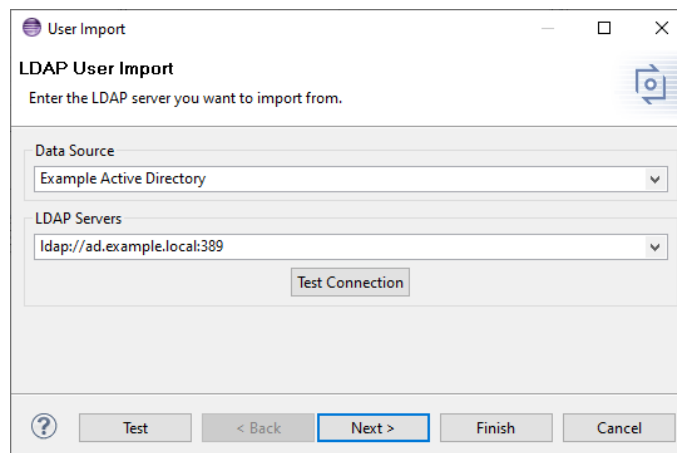 User Import
LDAP User Import
Enter the LDAP server you want to import from.
Data Source
Example Active Directory
LDAP Servers
ldap://ad.example.local:389
Test Connection
? Test < Back Next > Finish Cancel